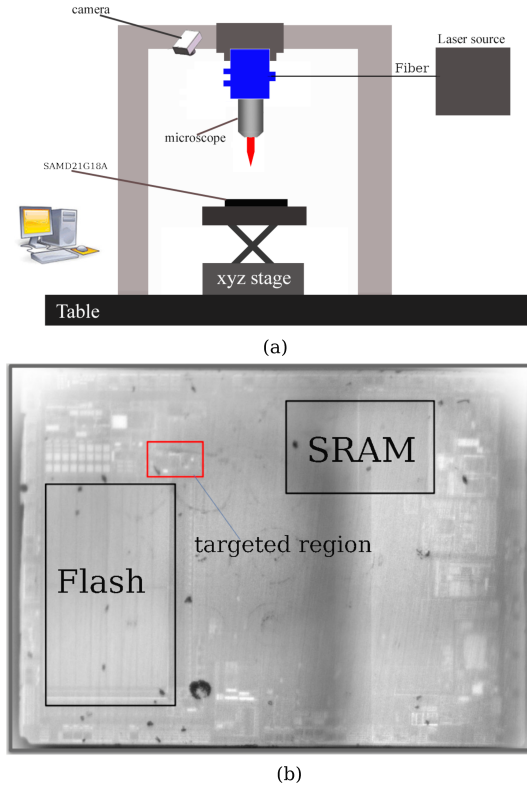 camera
Laser source
Fiber
microscope
SAMD21G18A
xyz stage
Table
(a)
SRAM
targeted region
Flash
(b)